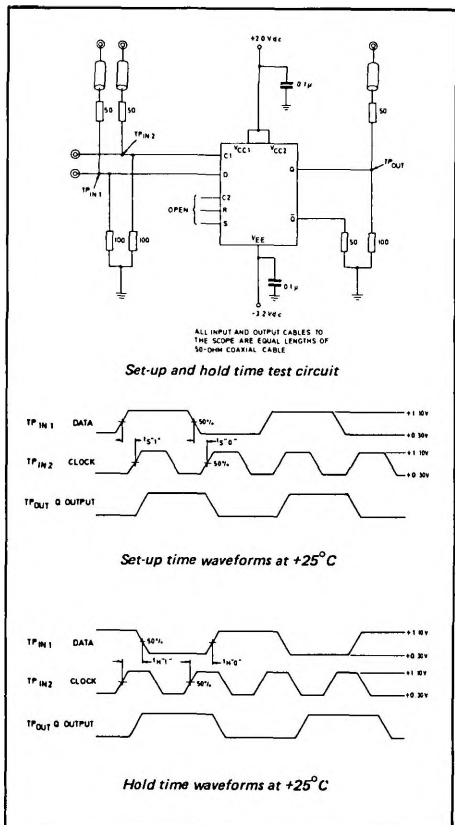 +2.0 Vdc
0.1 μ
50
50
50
TP IN 2
VCC1
VCC2
C1
Q
TP OUT
D
TP IN 1
C2
OPEN
R
S
Q̅
VEE
100
100
50
100
0.1 μ
-3.2 Vdc
ALL INPUT AND OUTPUT CABLES TO
THE SCOPE ARE EQUAL LENGTHS OF
50-OHM COAXIAL CABLE
Set-up and hold time test circuit
TP IN 1 DATA
50%
+1 10V
+0 30V
tS"1"
tS"0"
TP IN 2 CLOCK
50%
+1 10V
+0 30V
TP OUT Q OUTPUT
Set-up time waveforms at +25°C
TP IN 1 DATA
50%
+1 10V
+0 30V
tH"1"
tH"0"
TP IN 2 CLOCK
50%
+1 10V
+0 30V
TP OUT Q OUTPUT
Hold time waveforms at +25°C